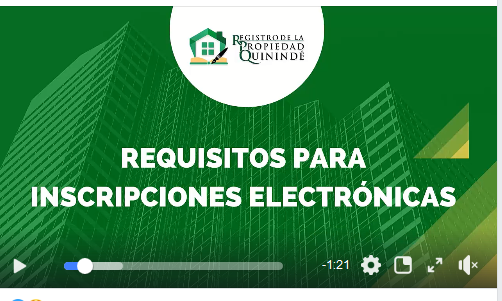 REGISTRO DE LA
PROPIEDAD
QUININDÉ
REQUISITOS PARA
INSCRIPCIONES ELECTRÓNICAS
-1:21